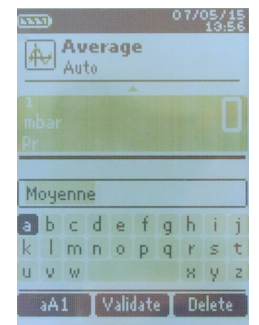 07/05/15
13:56
Average
Auto
1
mbar
0
Pr
Moyenne
a b c d e f g h i j
k l m n o p q r s t
u v w x y z
aA1 Validate Delete